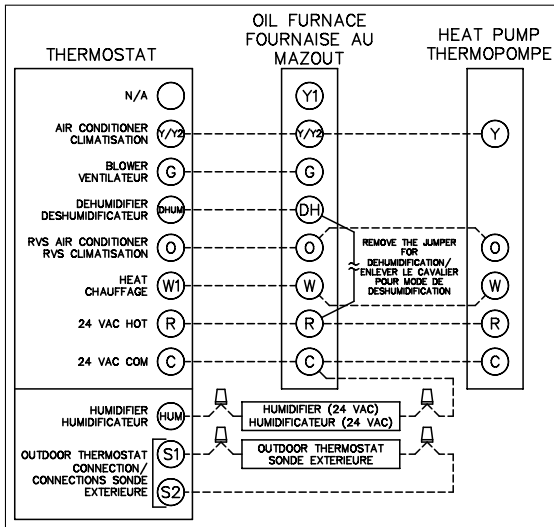 THERMOSTAT
OIL FURNACE
FOURNAISE AU
MAZOUT
HEAT PUMP
THERMOPOMPE
N/A
Y1
AIR CONDITIONER
CLIMATISATION
Y/Y2
Y/Y2
Y
BLOWER
VENTILATEUR
G
G
DEHUMIDIFIER
DESHUMIDIFICATEUR
DHUM
DH
RVS AIR CONDITIONER
RVS CLIMATISATION
O
O
O
REMOVE THE JUMPER
FOR
DEHUMIDIFICATION/
ENLEVER LE CAVALIER
POUR MODE DE
DESHUMIDIFICATION
HEAT
CHAUFFAGE
W1
W
W
24 VAC HOT
R
R
R
24 VAC COM
C
C
C
HUMIDIFIER
HUMIDIFICATEUR
HUM
HUMIDIFIER (24 VAC)
HUMIDIFICATEUR (24 VAC)
OUTDOOR THERMOSTAT
CONNECTION/
CONNECTIONS SONDE
EXTERIEURE
S1
S2
OUTDOOR THERMOSTAT
SONDE EXTERIEURE